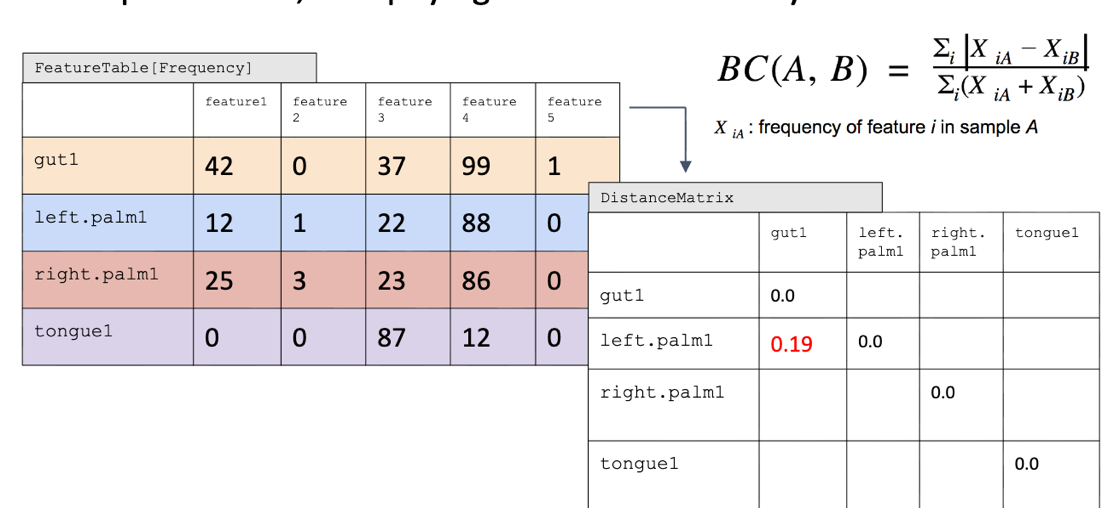 FeatureTable[Frequency]
feature1 feature 2 feature 3 feature 4 feature 5
gut1 42 0 37 99 1
left.palm1 12 1 22 88 0
right.palm1 25 3 23 86 0
tongue1 0 0 87 12 0
BC(A, B) = Σi |X iA − XiB| / Σi(X iA + XiB)
X iA : frequency of feature i in sample A
DistanceMatrix
gut1 left. palm1 right. palm1 tongue1
gut1 0.0
left.palm1 0.19 0.0
right.palm1 0.0
tongue1 0.0